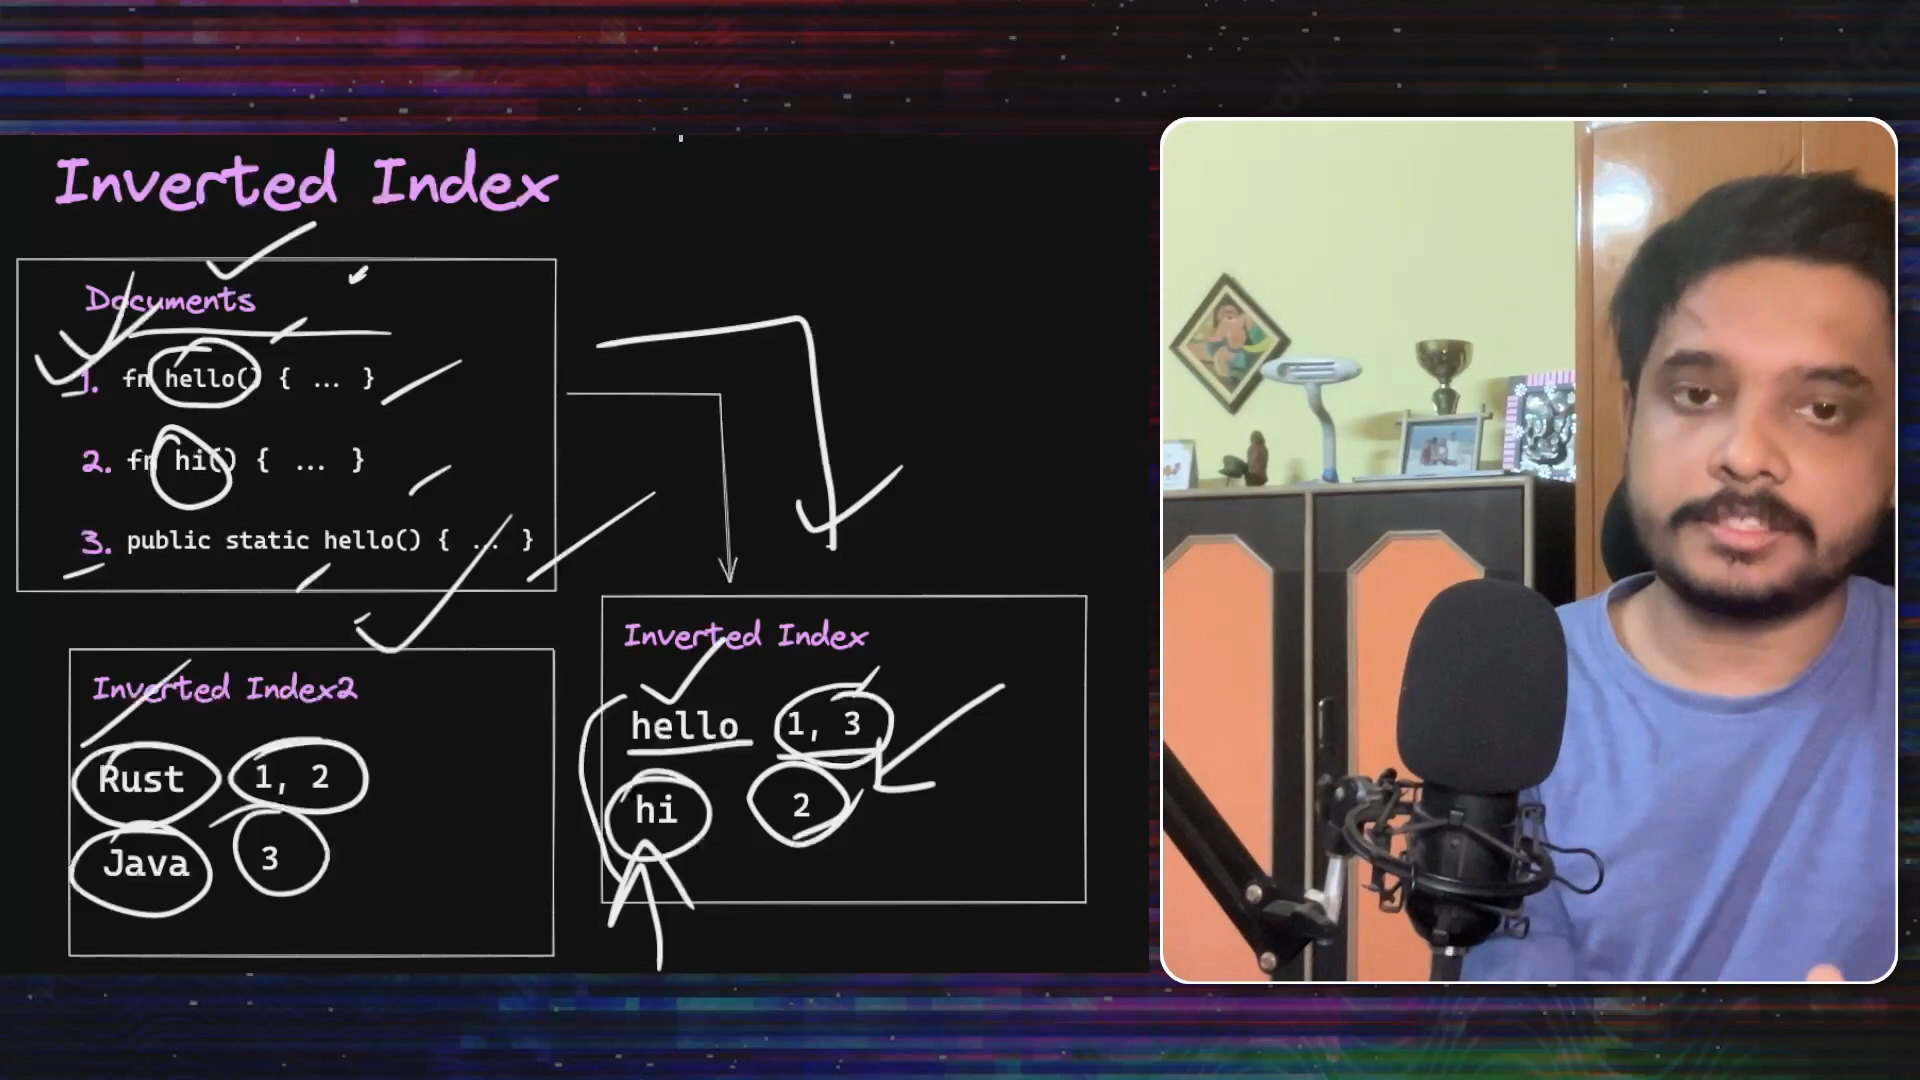 Inverted Index
Documents
1. fn hello() { ... }
2. fn hi() { ... }
3. public static hello() { ... }
Inverted Index2
Rust 1, 2
Java 3
Inverted Index
hello 1, 3
hi 2